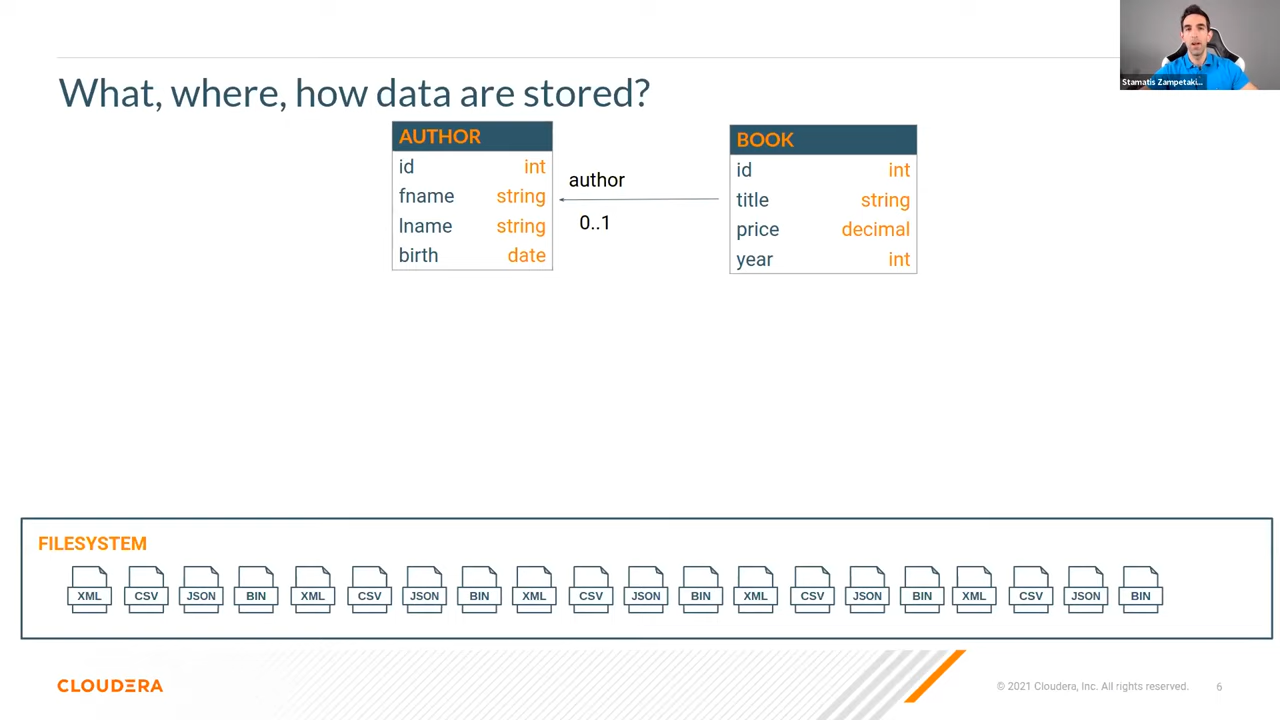 Stamatis Zampetaki...
What, where, how data are stored?
AUTHOR
id int
fname string
lname string
birth date
author
0..1
BOOK
id int
title string
price decimal
year int
FILESYSTEM
XML CSV JSON BIN XML CSV JSON BIN XML CSV JSON BIN XML CSV JSON BIN XML CSV JSON BIN
CLOUDERA
© 2021 Cloudera, Inc. All rights reserved. 6